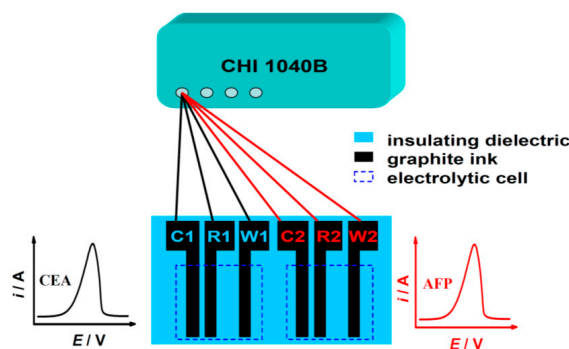 CHI 1040B
insulating dielectric
graphite ink
electrolytic cell
C1 R1 W1 C2 R2 W2
i / A
CEA
E / V
i / A
AFP
E / V